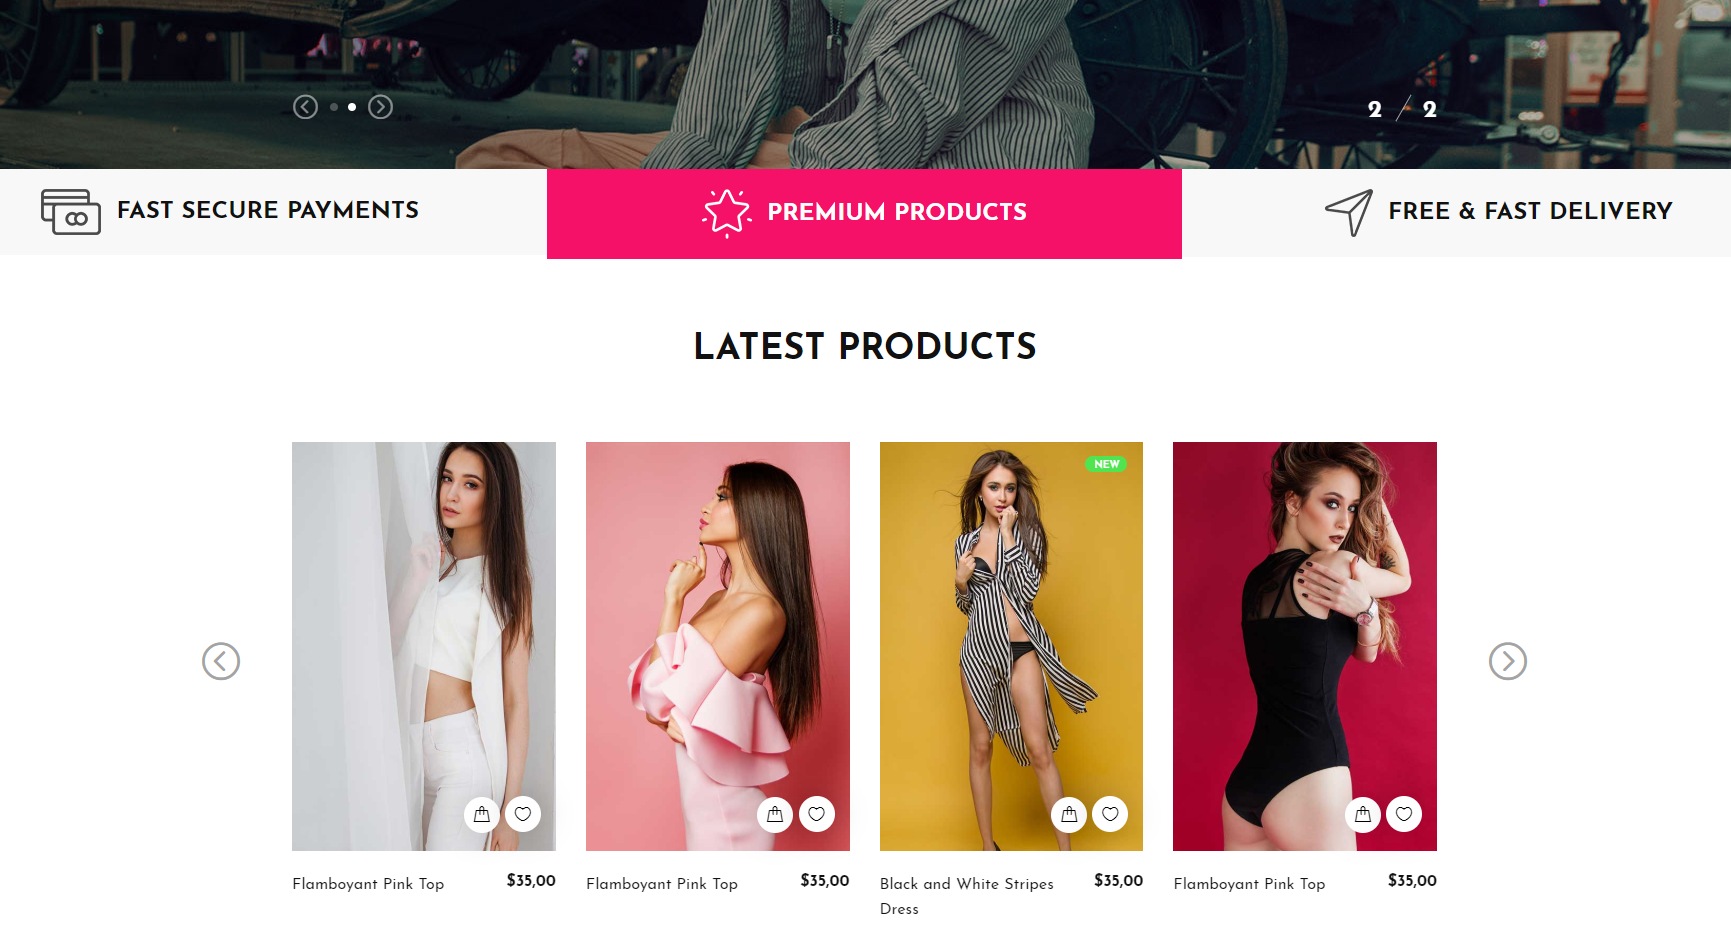 2 / 2
FAST SECURE PAYMENTS
PREMIUM PRODUCTS
FREE & FAST DELIVERY
LATEST PRODUCTS
NEW
Flamboyant Pink Top $35,00
Flamboyant Pink Top $35,00
Black and White Stripes Dress $35,00
Flamboyant Pink Top $35,00